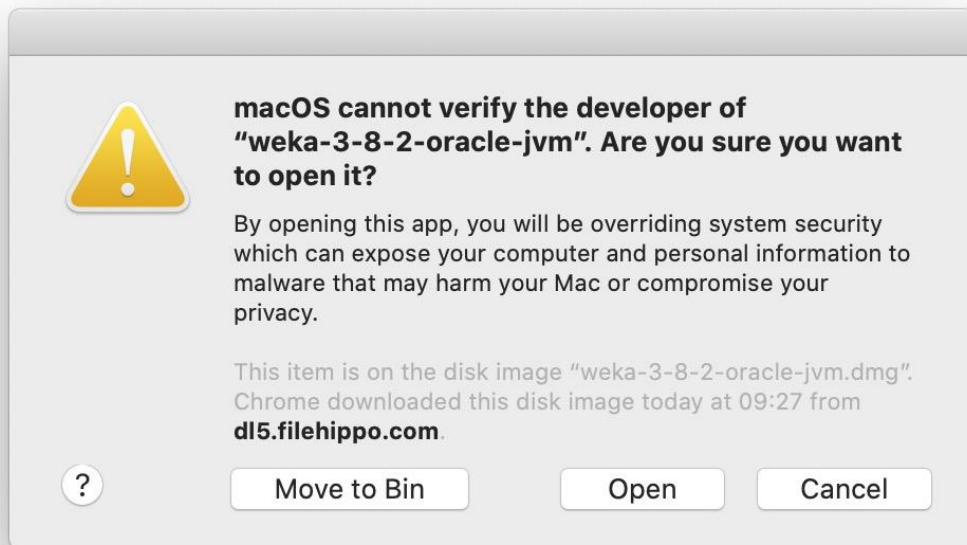 macOS cannot verify the developer of
“weka-3-8-2-oracle-jvm”. Are you sure you want
to open it?
By opening this app, you will be overriding system security
which can expose your computer and personal information to
malware that may harm your Mac or compromise your
privacy.
This item is on the disk image “weka-3-8-2-oracle-jvm.dmg”.
Chrome downloaded this disk image today at 09:27 from
dl5.filehippo.com.
? Move to Bin Open Cancel